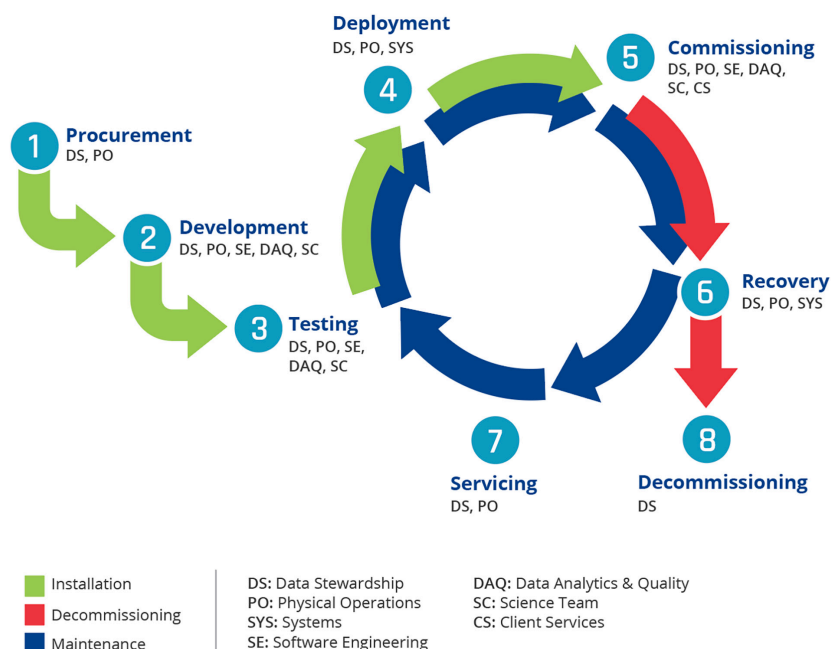 1
Procurement
DS, PO
2
Development
DS, PO, SE, DAQ, SC
3
Testing
DS, PO, SE,
DAQ, SC
Deployment
DS, PO, SYS
4
5
Commissioning
DS, PO, SE, DAQ,
SC, CS
6
Recovery
DS, PO, SYS
7
Servicing
DS, PO
8
Decommissioning
DS
Installation
Decommissioning
Maintenance
DS: Data Stewardship
PO: Physical Operations
SYS: Systems
SE: Software Engineering
DAQ: Data Analytics & Quality
SC: Science Team
CS: Client Services